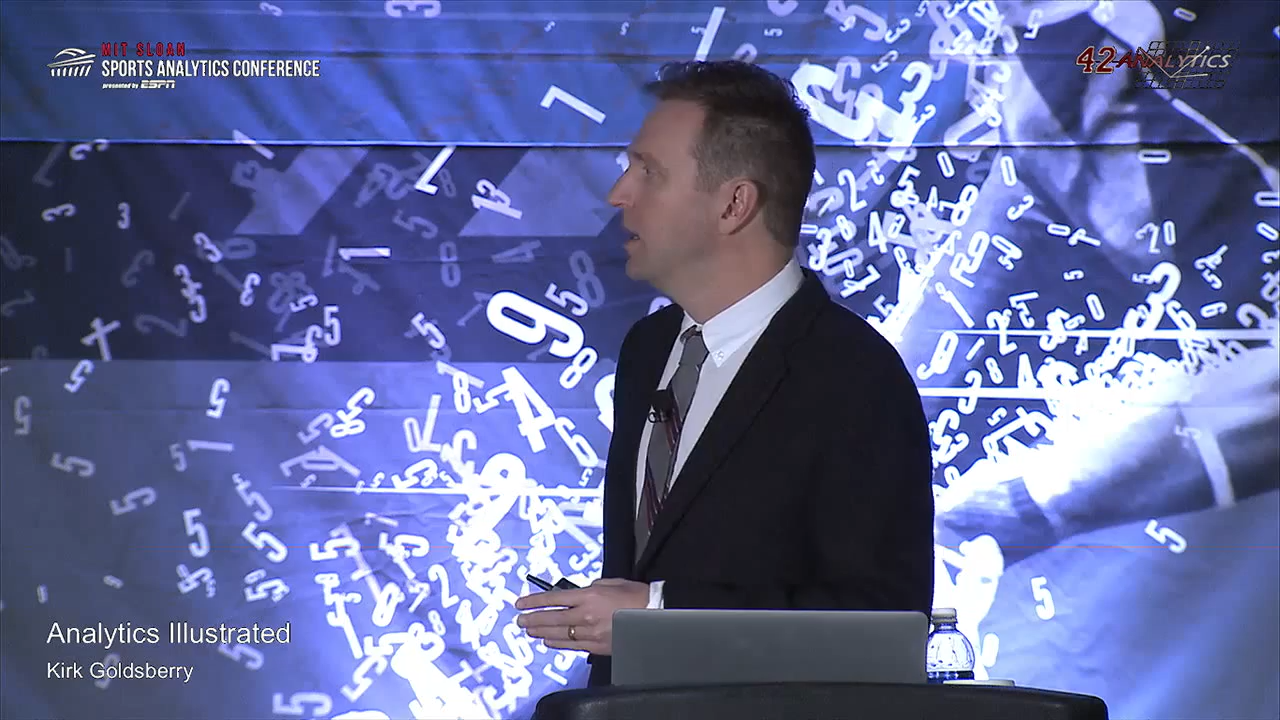 MIT SLOAN
SPORTS ANALYTICS CONFERENCE
presented by ESPN
42 ANALYTICS
Analytics Illustrated
Kirk Goldsberry